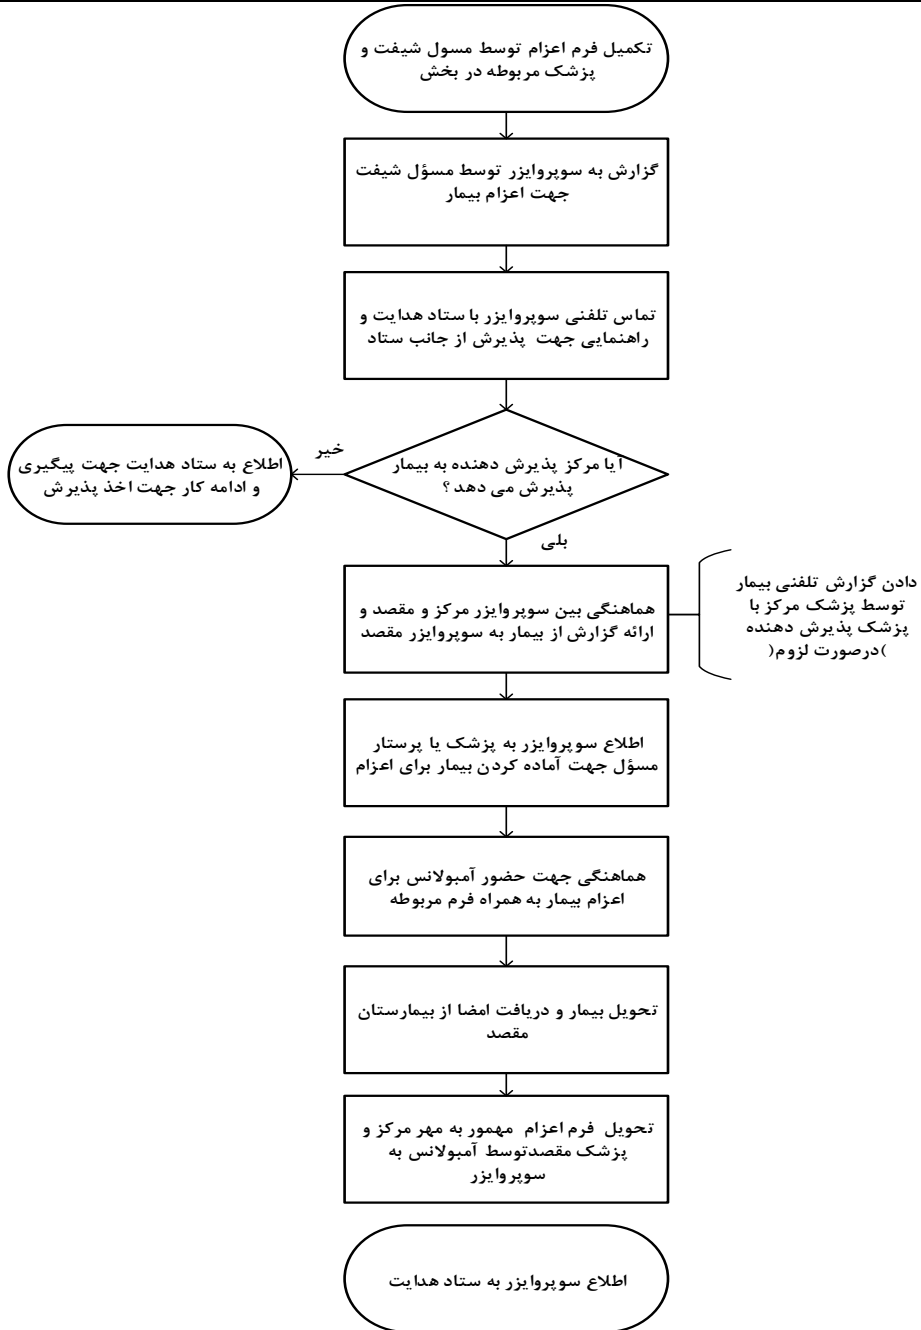 تکمیل فرم اعزام توسط مسول شیفت و
پزشک مربوطه در بخش
گزارش به سوپروایزر توسط مسؤل شیفت
جهت اعزام بیمار
تماس تلفنی سوپروایزر با ستاد هدایت و
راهنمایی جهت پذیرش از جانب ستاد
آیا مرکز پذیرش دهنده به بیمار
پذیرش می دهد ؟
خیر
اطلاع به ستاد هدایت جهت پیگیری
و ادامه کار جهت اخذ پذیرش
بلی
هماهنگی بین سوپروایزر مرکز و مقصد و
ارائه گزارش از بیمار به سوپروایزر مقصد
دادن گزارش تلفنی بیمار
توسط پزشک مرکز با
پزشک پذیرش دهنده
)درصورت لزوم(
اطلاع سوپروایزر به پزشک یا پرستار
مسؤل جهت آماده کردن بیمار برای اعزام
هماهنگی جهت حضور آمبولانس برای
اعزام بیمار به همراه فرم مربوطه
تحویل بیمار و دریافت امضا از بیمارستان
مقصد
تحویل فرم اعزام مهمور به مهر مرکز و
پزشک مقصدتوسط آمبولانس به
سوپروایزر
اطلاع سوپروایزر به ستاد هدایت